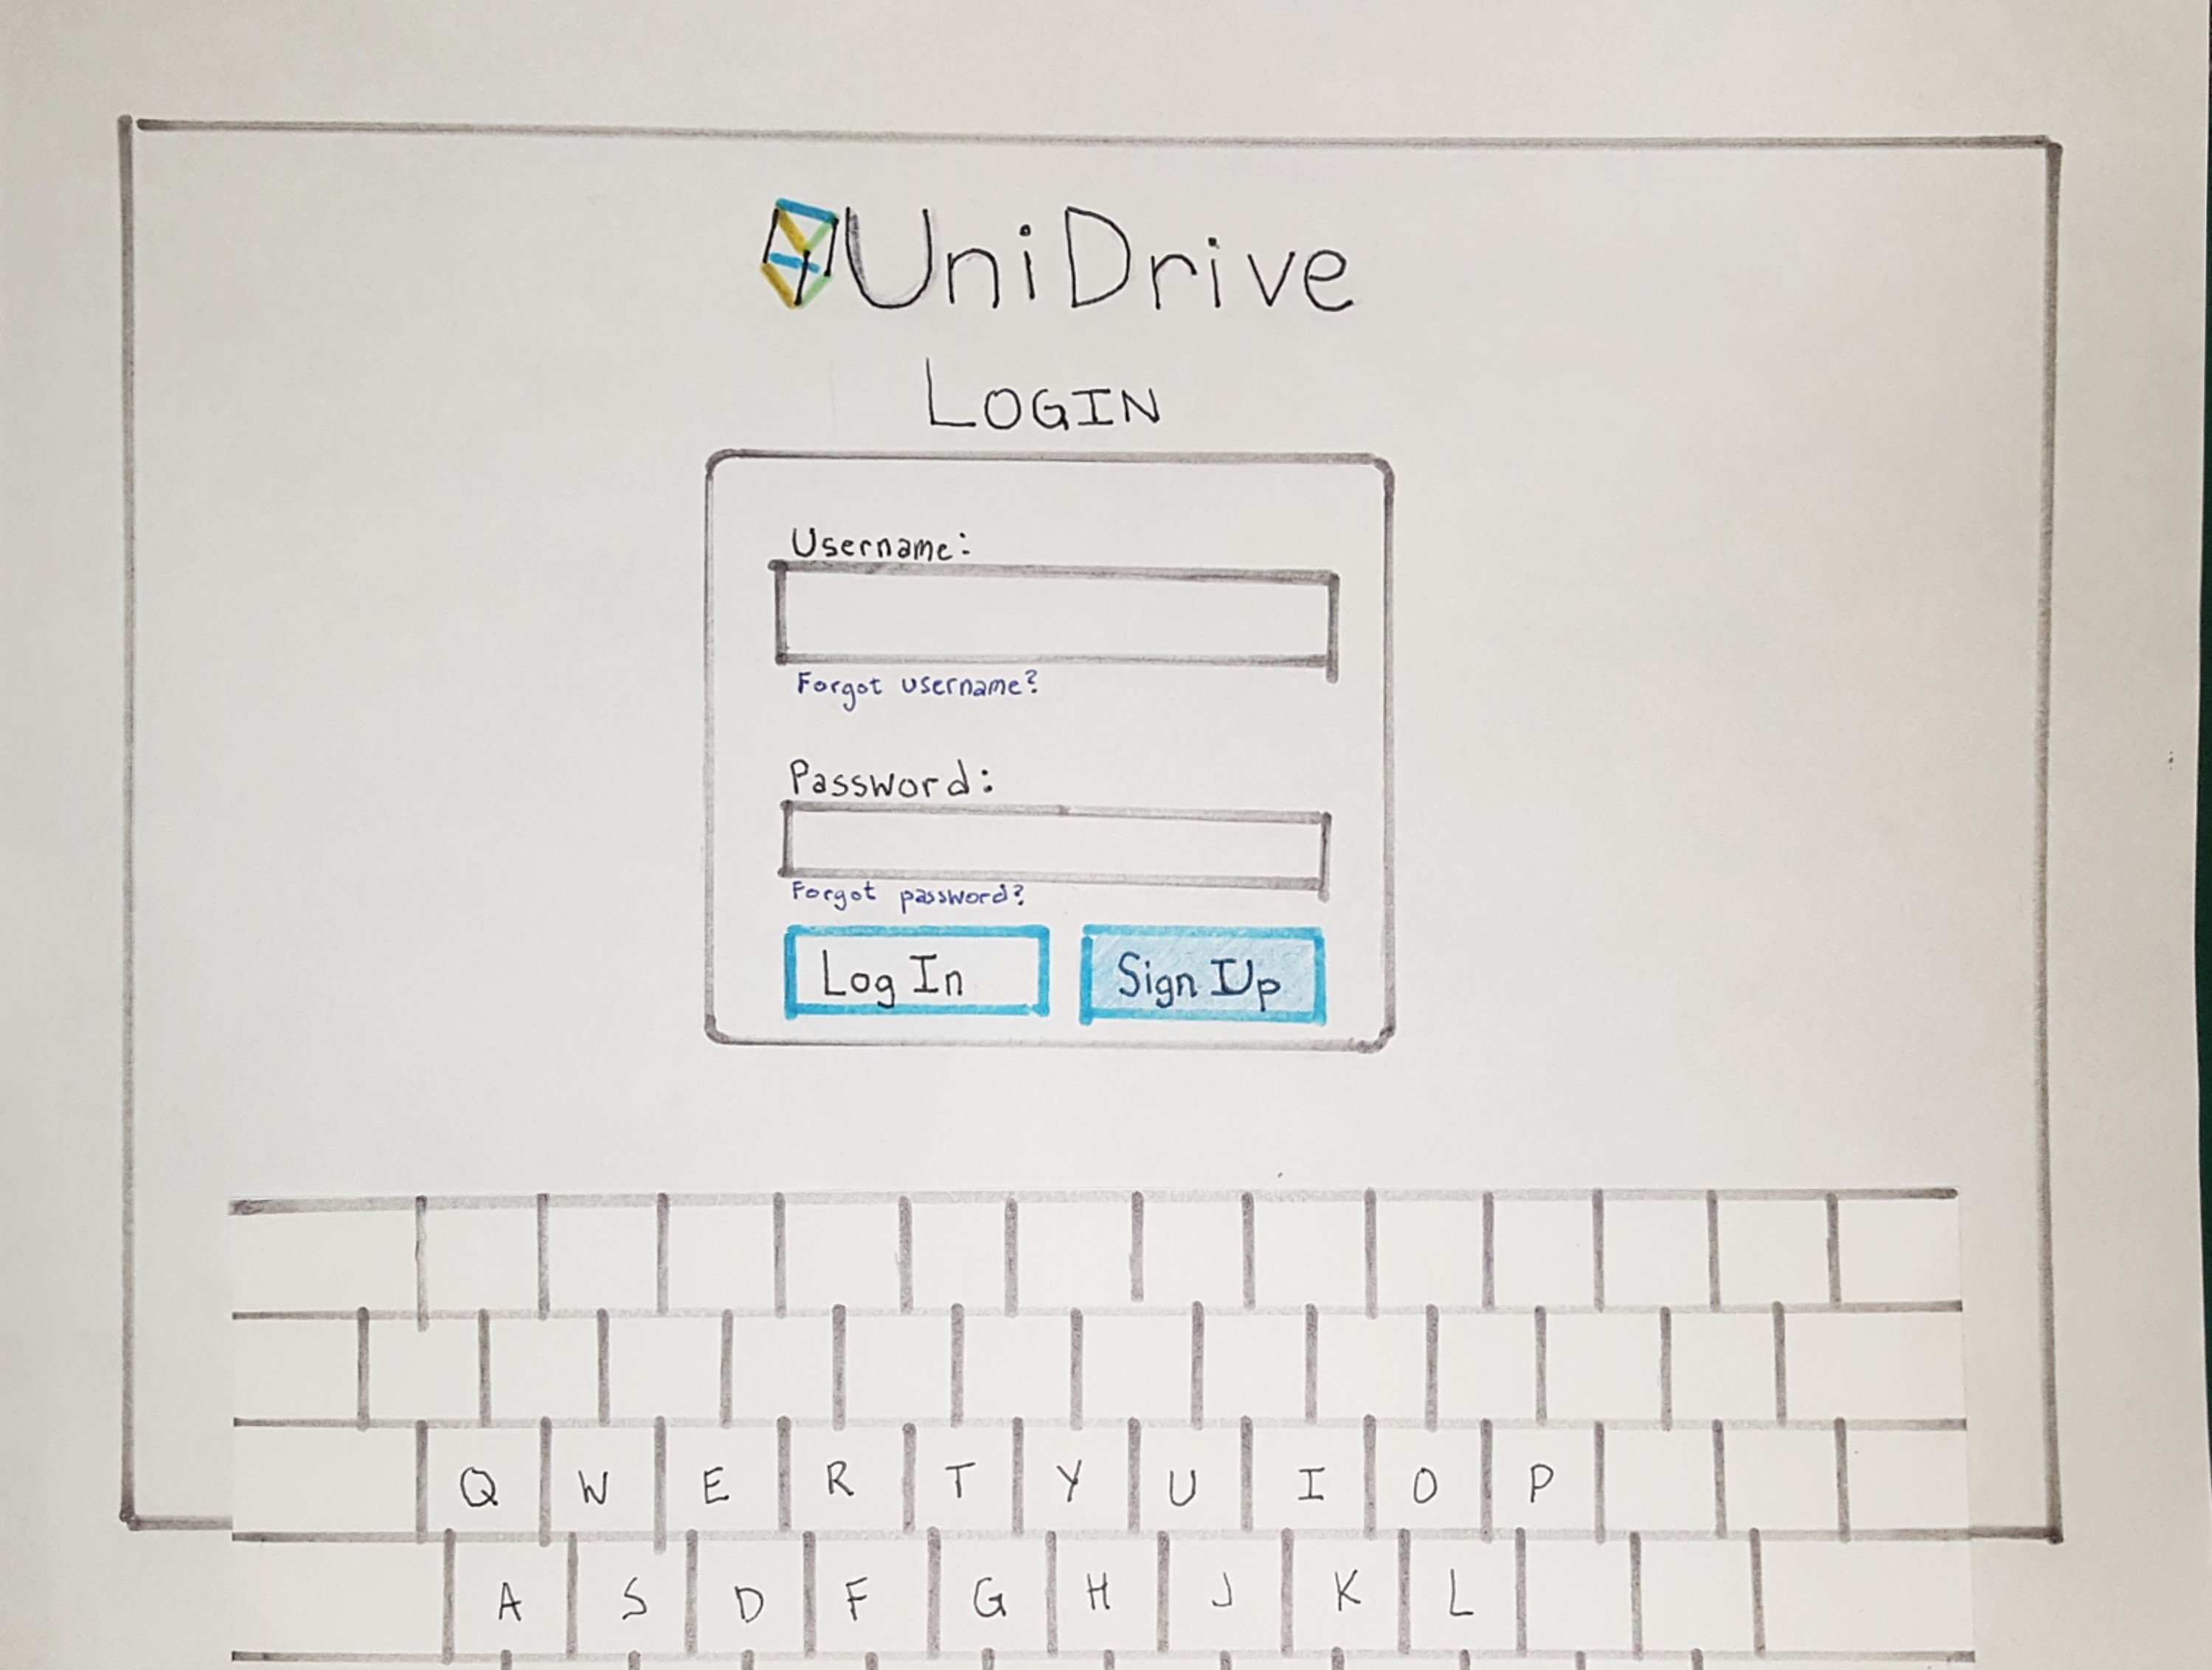 UniDrive
LOGIN
Username:
Forgot username?
Password:
Forgot password?
Log In Sign Up
Q W E R T Y U I O P
A S D F G H J K L